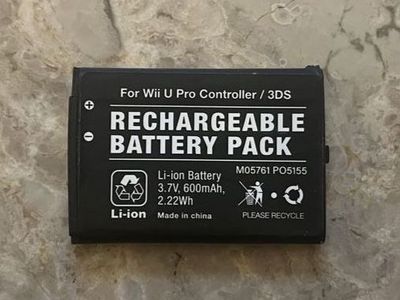 For Wii U Pro Controller / 3DS
RECHARGEABLE
BATTERY PACK
Li-ion Battery
3.7V, 600mAh,
2.22Wh
Made in china
M05761 PO5155
Li-ion
PLEASE RECYCLE